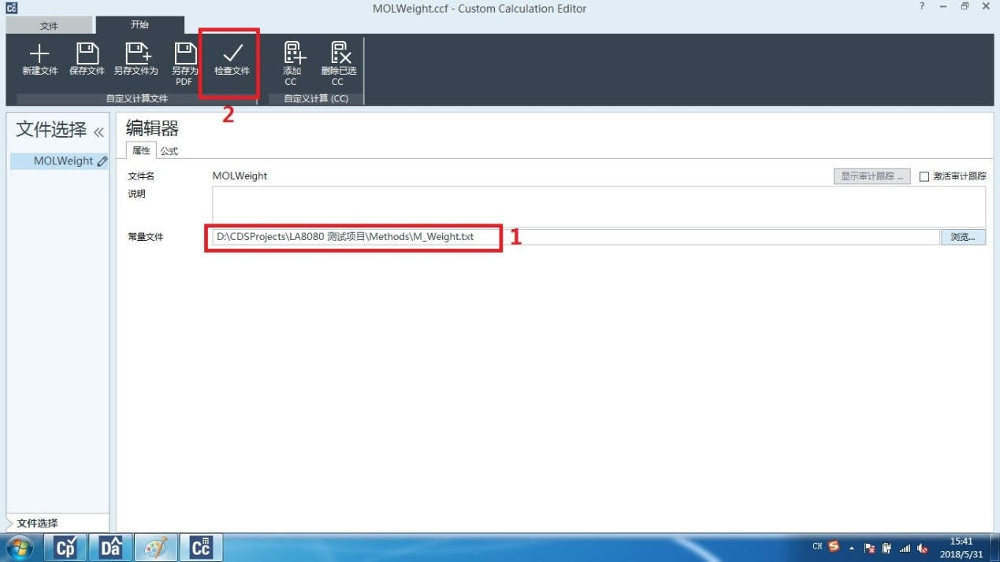 Cc
MOLWeight.ccf - Custom Calculation Editor
?
文件
开始
新建文件
保存文件
另存文件为
另存为
PDF
检查文件
添加
CC
删除已选
CC
自定义计算文件
自定义计算 (CC)
2
文件选择
编辑器
属性
公式
MOLWeight
文件名
MOLWeight
显示审计跟踪 ...
激活审计跟踪
说明
常量文件
D:\CDSProjects\LA8080 测试项目\Methods\M_Weight.txt
1
浏览...
文件选择
Cp
Da
Cc
CH
S
15:41
2018/5/31